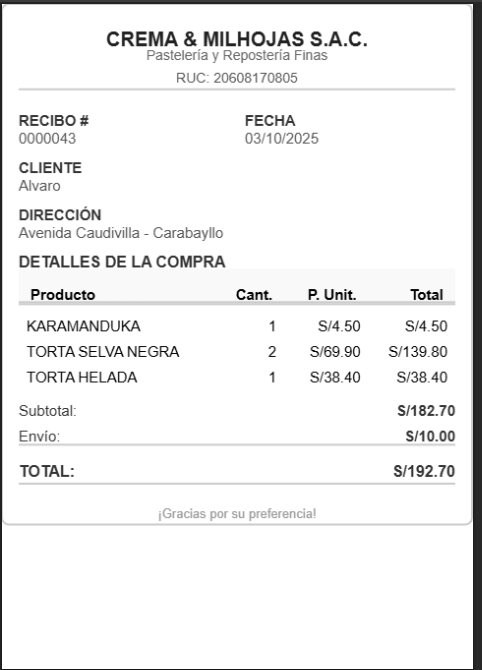 CREMA & MILHOJAS S.A.C.
Pastelería y Repostería Finas
RUC: 20608170805
RECIBO # FECHA
0000043 03/10/2025
CLIENTE
Alvaro
DIRECCIÓN
Avenida Caudivilla - Carabayllo
DETALLES DE LA COMPRA
Producto Cant. P. Unit. Total
KARAMANDUKA 1 S/4.50 S/4.50
TORTA SELVA NEGRA 2 S/69.90 S/139.80
TORTA HELADA 1 S/38.40 S/38.40
Subtotal: S/182.70
Envío: S/10.00
TOTAL: S/192.70
¡Gracias por su preferencia!